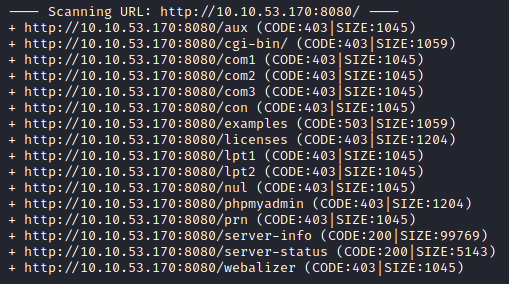 ---- Scanning URL: http://10.10.53.170:8080/ ----
+ http://10.10.53.170:8080/aux (CODE:403|SIZE:1045)
+ http://10.10.53.170:8080/cgi-bin/ (CODE:403|SIZE:1059)
+ http://10.10.53.170:8080/com1 (CODE:403|SIZE:1045)
+ http://10.10.53.170:8080/com2 (CODE:403|SIZE:1045)
+ http://10.10.53.170:8080/com3 (CODE:403|SIZE:1045)
+ http://10.10.53.170:8080/con (CODE:403|SIZE:1045)
+ http://10.10.53.170:8080/examples (CODE:503|SIZE:1059)
+ http://10.10.53.170:8080/licenses (CODE:403|SIZE:1204)
+ http://10.10.53.170:8080/lpt1 (CODE:403|SIZE:1045)
+ http://10.10.53.170:8080/lpt2 (CODE:403|SIZE:1045)
+ http://10.10.53.170:8080/nul (CODE:403|SIZE:1045)
+ http://10.10.53.170:8080/phpmyadmin (CODE:403|SIZE:1204)
+ http://10.10.53.170:8080/prn (CODE:403|SIZE:1045)
+ http://10.10.53.170:8080/server-info (CODE:200|SIZE:99769)
+ http://10.10.53.170:8080/server-status (CODE:200|SIZE:5143)
+ http://10.10.53.170:8080/webalizer (CODE:403|SIZE:1045)